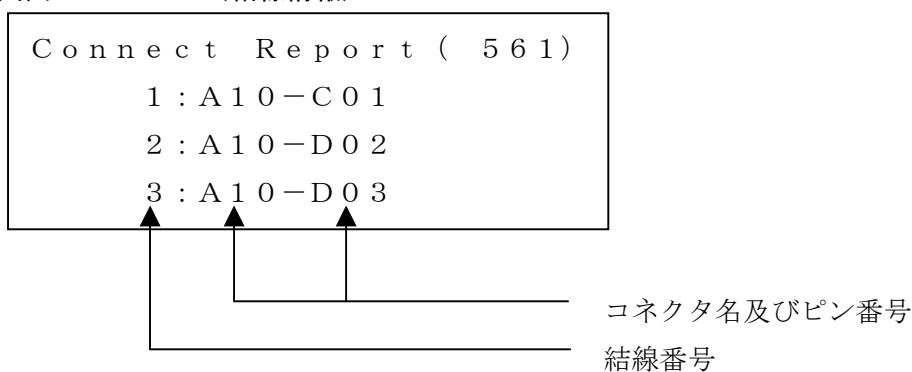 Connect Report( 561)
1:A10-C01
2:A10-D02
3:A10-D03
コネクタ名及びピン番号
結線番号